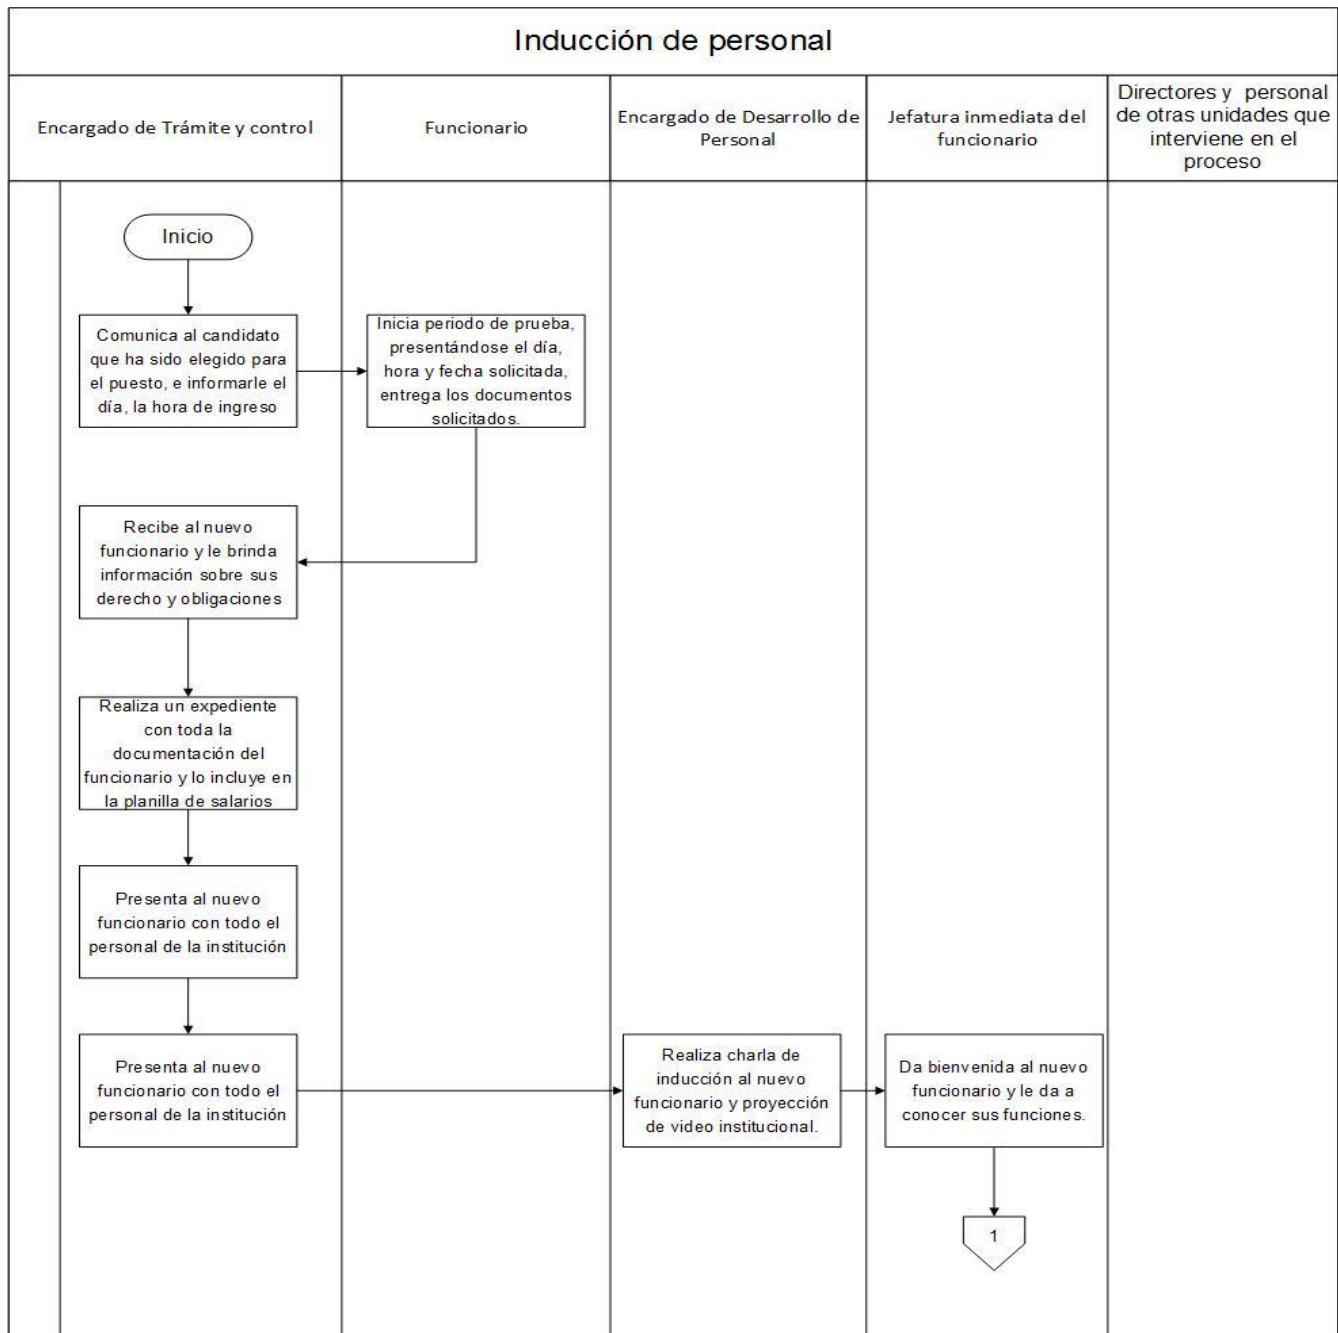 Inducción de personal
Encargado de Trámite y control
Funcionario
Encargado de Desarrollo de
Personal
Jefatura inmediata del
funcionario
Directores y personal
de otras unidades que
interviene en el
proceso
Inicio
Comunica al candidato
que ha sido elegido para
el puesto, e informarle el
día, la hora de ingreso
Inicia periodo de prueba,
presentándose el día,
hora y fecha solicitada,
entrega los documentos
solicitados.
Recibe al nuevo
funcionario y le brinda
información sobre sus
derecho y obligaciones
Realiza un expediente
con toda la
documentación del
funcionario y lo incluye en
la planilla de salarios
Presenta al nuevo
funcionario con todo el
personal de la institución
Presenta al nuevo
funcionario con todo el
personal de la institución
Realiza charla de
inducción al nuevo
funcionario y proyección
de video institucional.
Da bienvenida al nuevo
funcionario y le da a
conocer sus funciones.
1